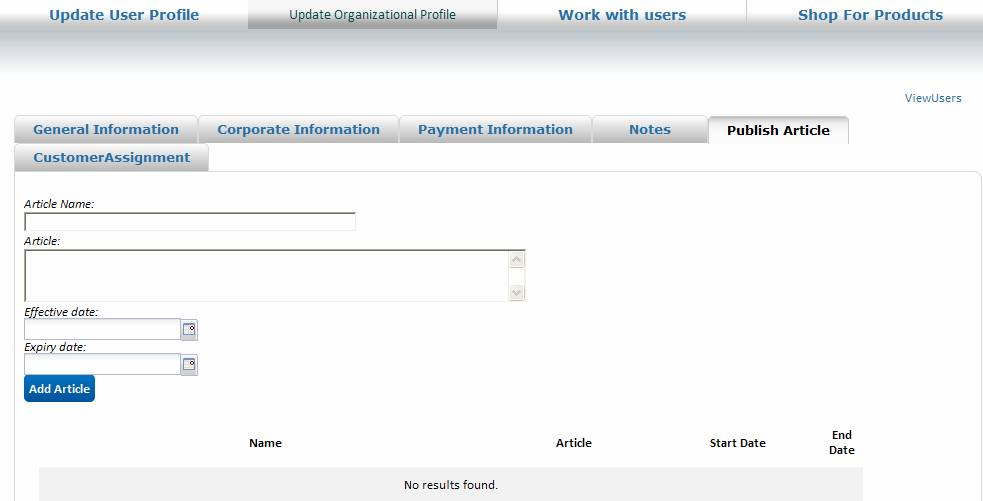 Update User Profile Update Organizational Profile Work with users Shop For Products
ViewUsers
General Information Corporate Information Payment Information Notes Publish Article
CustomerAssignment
Article Name:
Article:
Effective date:
Expiry date:
Add Article
Name Article Start Date End Date
No results found.